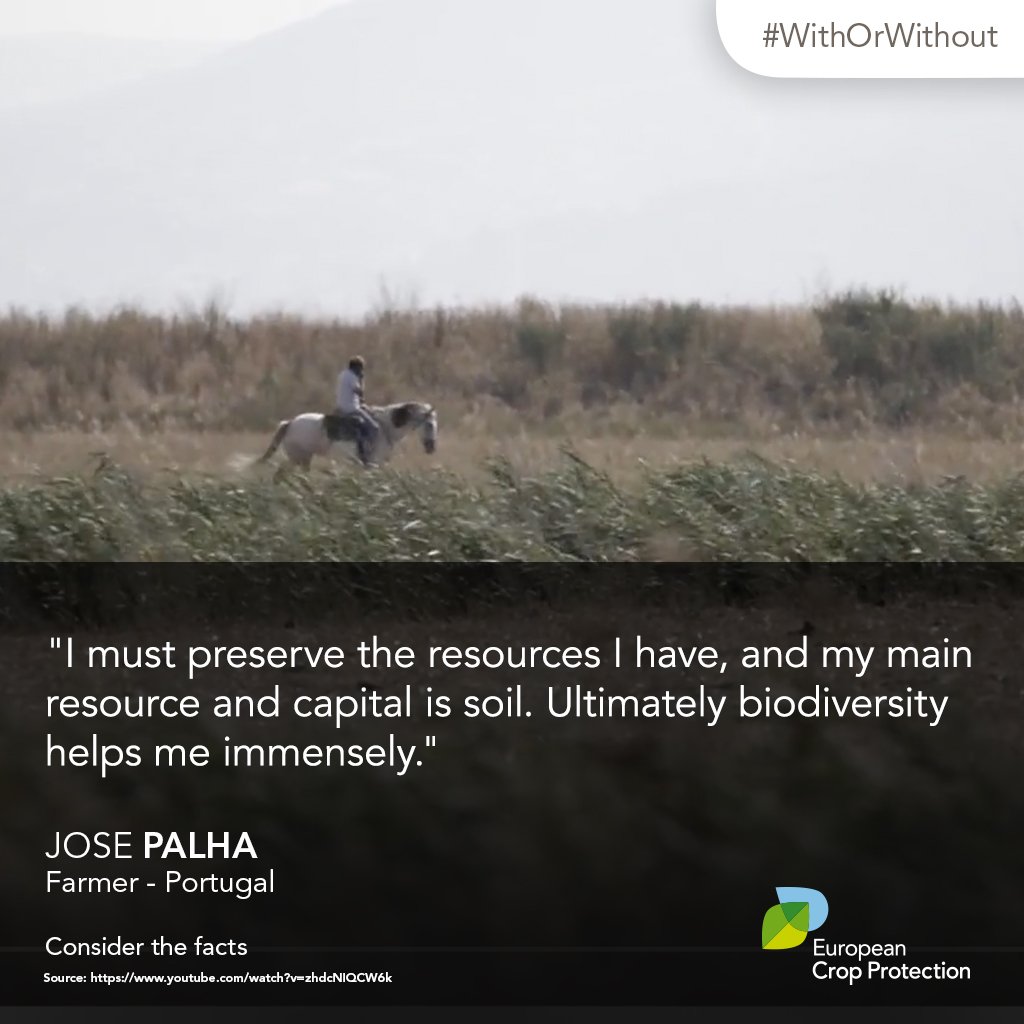 #WithOrWithout
"I must preserve the resources I have, and my main
resource and capital is soil. Ultimately biodiversity
helps me immensely."
JOSE PALHA
Farmer - Portugal
Consider the facts
Source: https://www.youtube.com/watch?v=zhdcNIQCW6k
European
Crop Protection